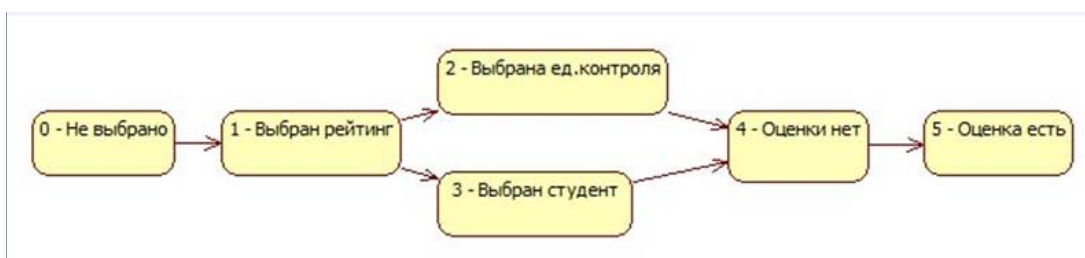 0 - Не выбрано
1 - Выбран рейтинг
2 - Выбрана ед.контроля
3 - Выбран студент
4 - Оценки нет
5 - Оценка есть